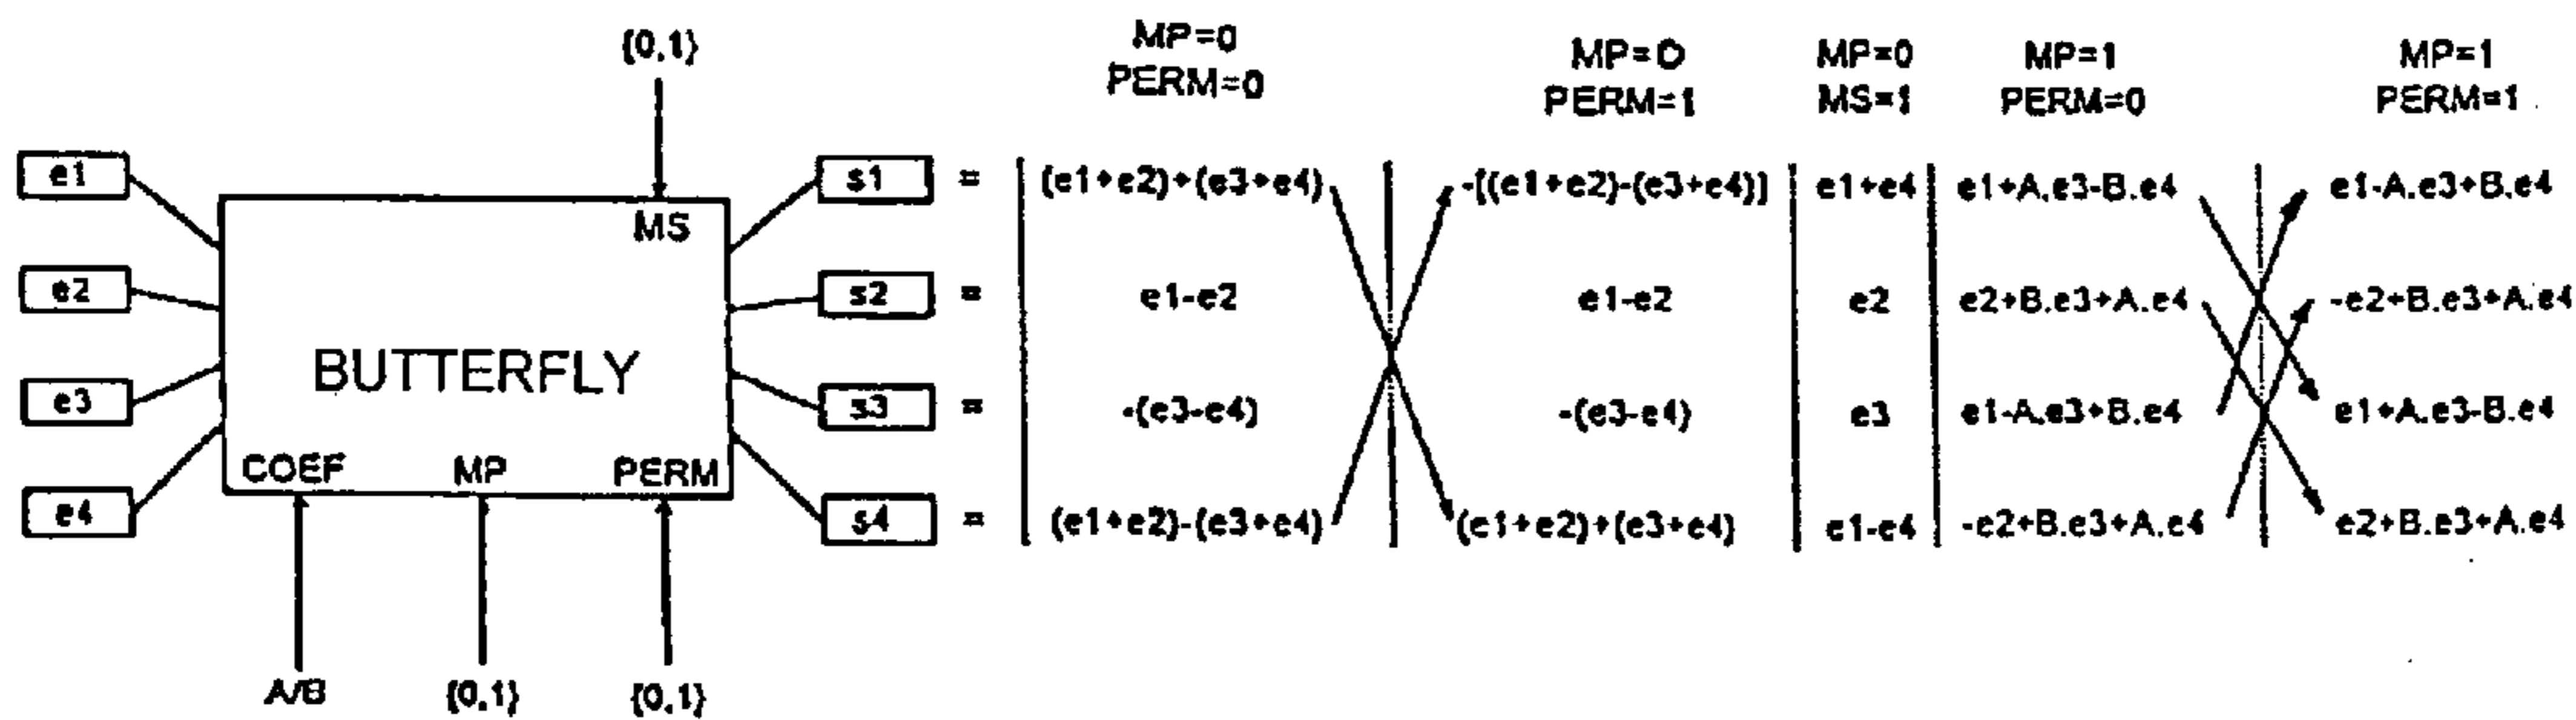 {0,1}
MP=0
PERM=0
MP=0
PERM=1
MP=0
MS=1
MP=1
PERM=0
MP=1
PERM=1
e1
MS
s1 = (e1+e2)+(e3+e4) -[((e1+e2)-(e3+e4)] e1+e4 e1+A.e3-B.e4 e1-A.e3+B.e4
e2
s2 = e1-e2 e1-e2 e2 e2+B.e3+A.e4 -e2+B.e3+A.e4
BUTTERFLY
e3
s3 = -(e3-e4) -(e3-e4) e3 e1-A.e3+B.e4 e1+A.e3-B.e4
COEF MP PERM
e4
s4 = (e1+e2)-(e3+e4) (e1+e2)+(e3+e4) e1-e4 -e2+B.e3+A.e4 e2+B.e3+A.e4
A/B {0,1} {0,1}